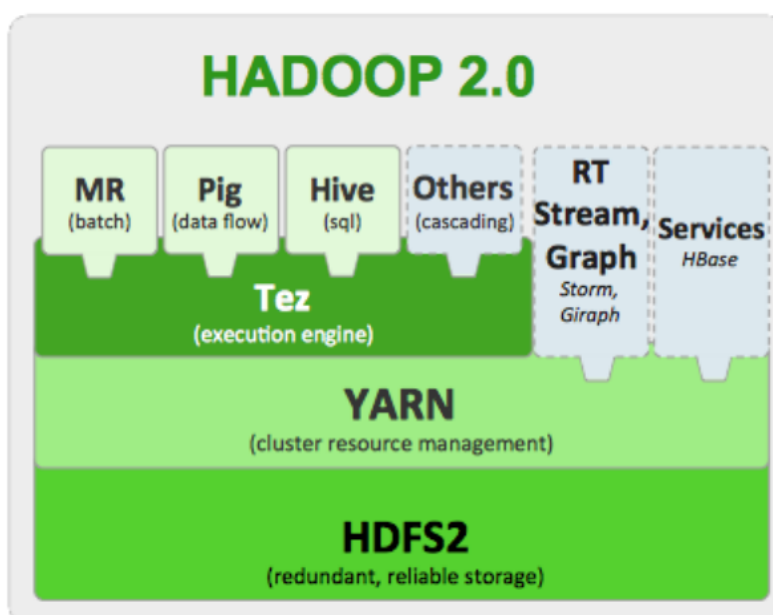 HADOOP 2.0
MR
(batch)
Pig
(data flow)
Hive
(sql)
Others
(cascading)
RT
Stream,
Graph
Storm,
Giraph
Services
HBase
Tez
(execution engine)
YARN
(cluster resource management)
HDFS2
(redundant, reliable storage)